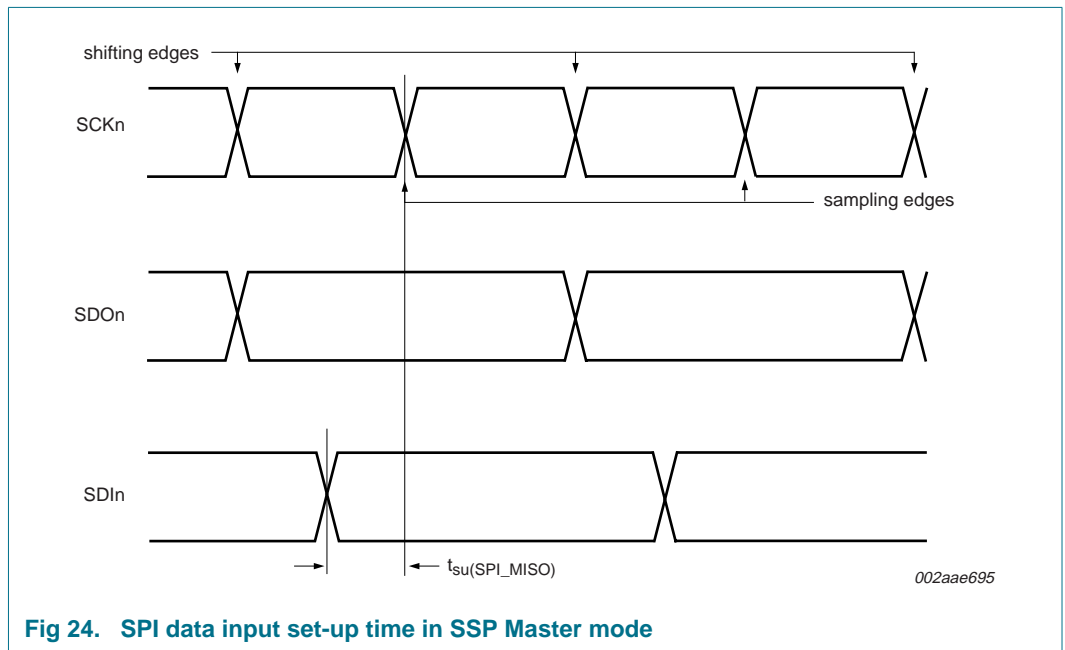 shifting edges
SCKn
sampling edges
SDOn
SDIn
tsu(SPI_MISO)
002aae695
Fig 24. SPI data input set-up time in SSP Master mode